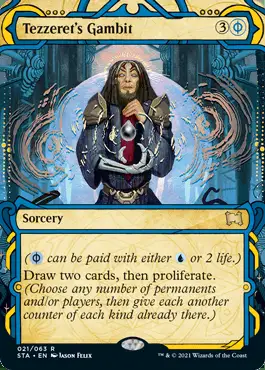 Tezzeret's Gambit 3
Sorcery
( can be paid with either or 2 life.)
Draw two cards, then proliferate.
(Choose any number of permanents
and/or players, then give each another
counter of each kind already there.)
021/063 R
STA • EN Jason Felix ™ & © 2021 Wizards of the Coast